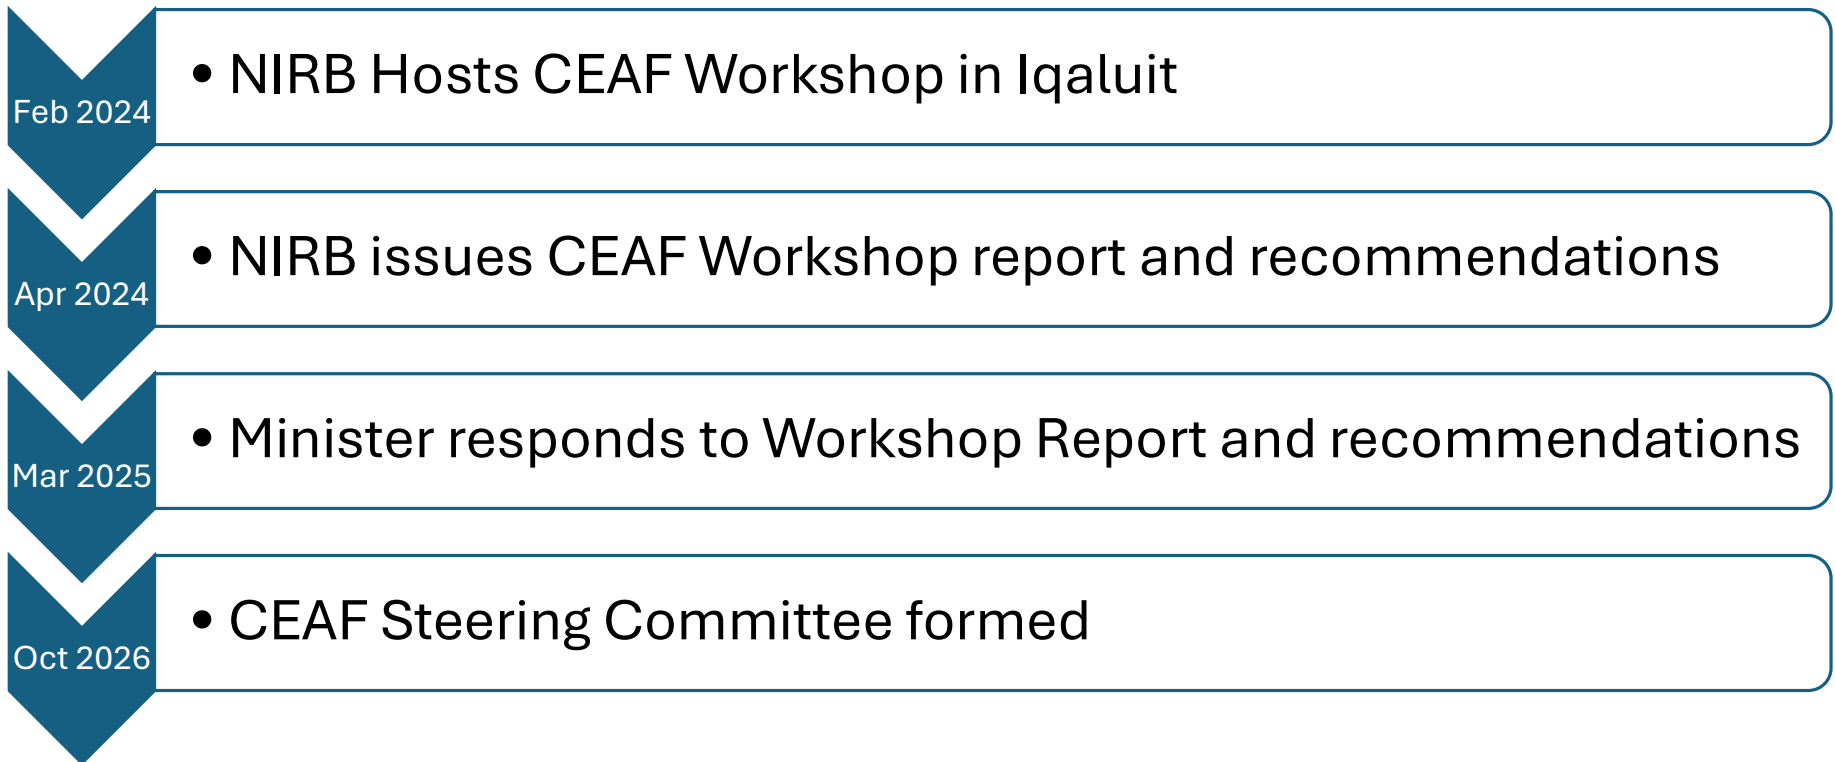 Feb 2024
• NIRB Hosts CEAF Workshop in Iqaluit
Apr 2024
• NIRB issues CEAF Workshop report and recommendations
Mar 2025
• Minister responds to Workshop Report and recommendations
Oct 2026
• CEAF Steering Committee formed